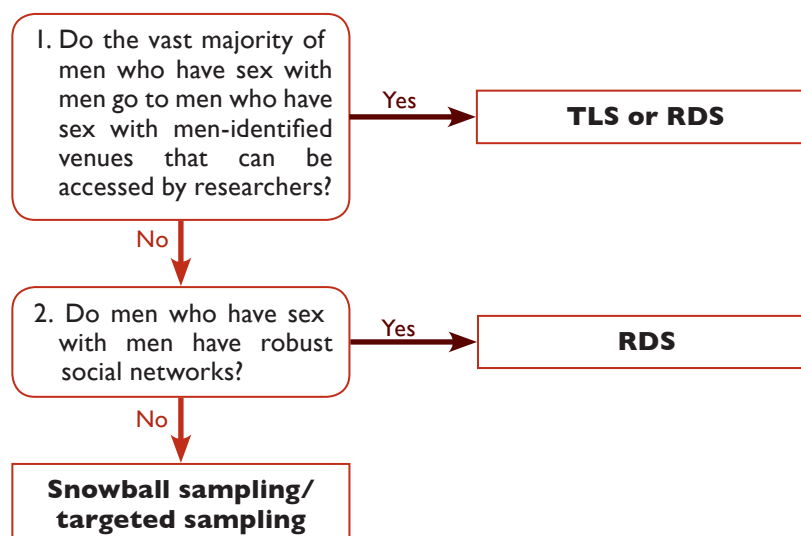 1. Do the vast majority of
men who have sex with
men go to men who have
sex with men-identified
venues that can be
accessed by researchers?
Yes
TLS or RDS
No
2. Do men who have sex
with men have robust
social networks?
Yes
RDS
No
Snowball sampling/
targeted sampling